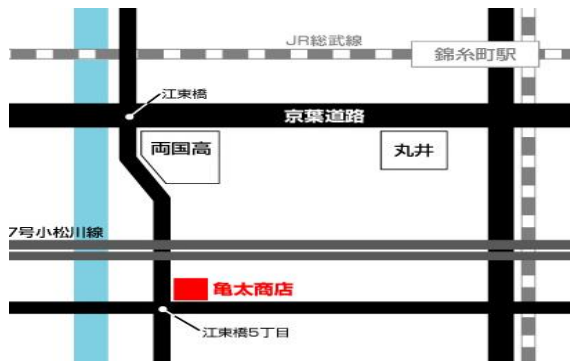 JR総武線
錦糸町駅
江東橋
京葉道路
両国高
丸井
7号小松川線
亀太商店
江東橋5丁目